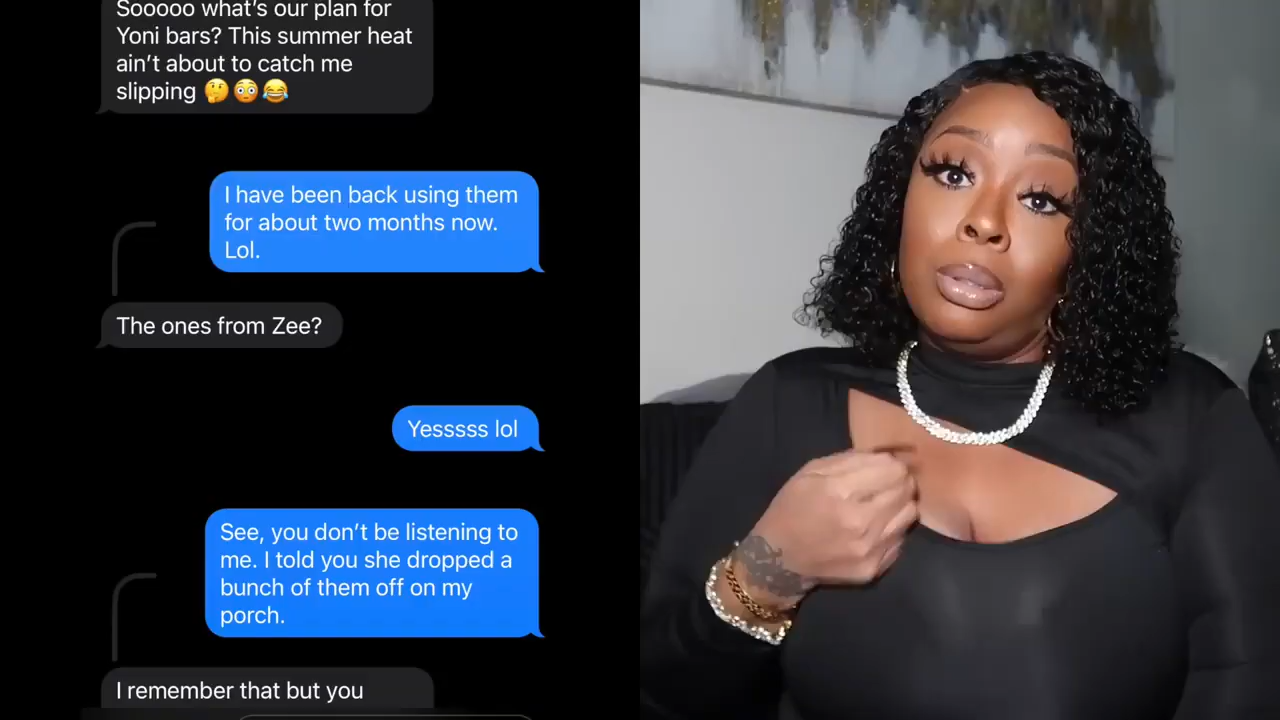 Sooooo what's our plan for
Yoni bars? This summer heat
ain't about to catch me
slipping 🤔😳😂
I have been back using them
for about two months now.
Lol.
The ones from Zee?
Yesssss lol
See, you don't be listening to
me. I told you she dropped a
bunch of them off on my
porch.
I remember that but you